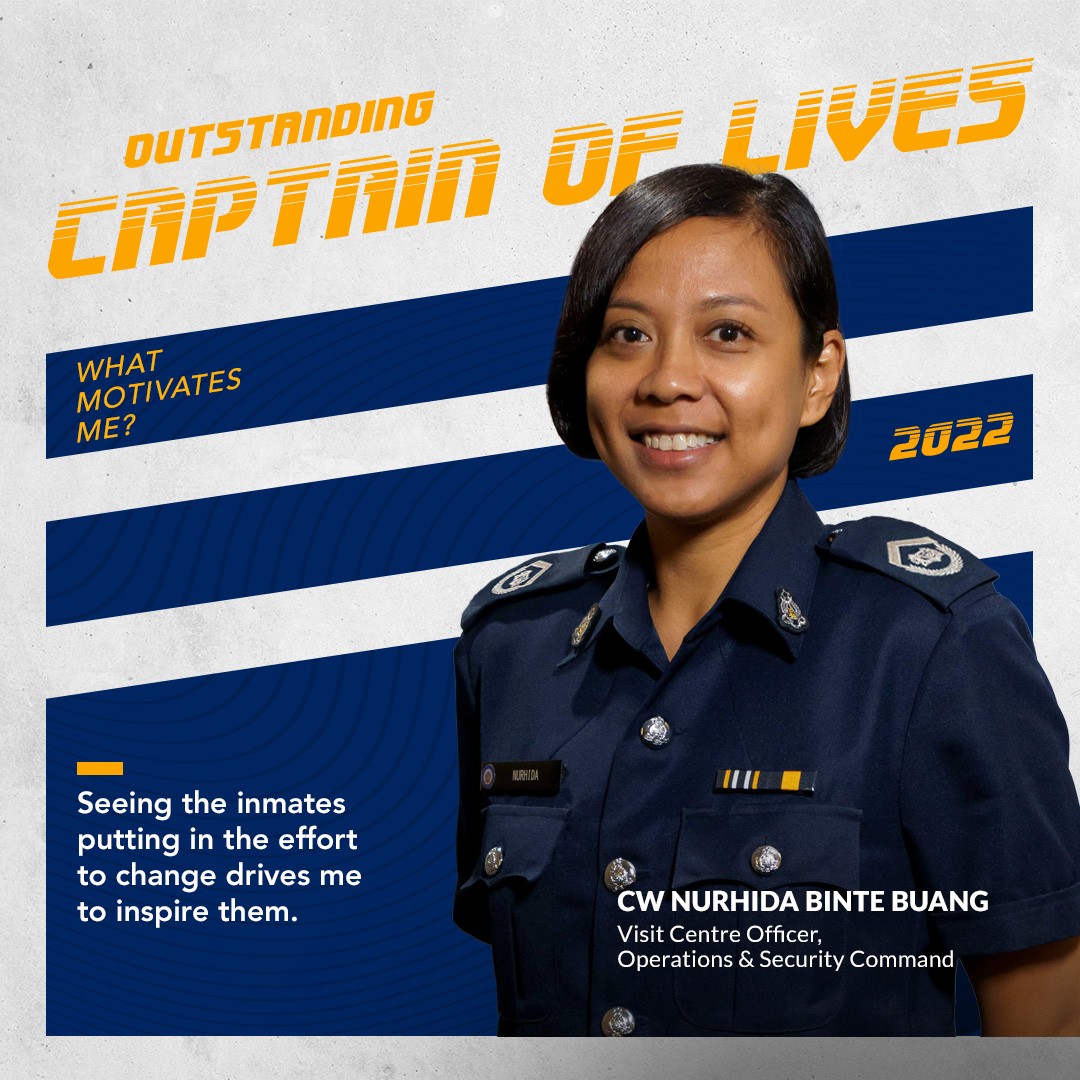 OUTSTANDING
CAPTAIN OF LIVES
WHAT
MOTIVATES
ME?
2022
NURHIDA
Seeing the inmates
putting in the effort
to change drives me
to inspire them.
CW NURHIDA BINTE BUANG
Visit Centre Officer,
Operations & Security Command